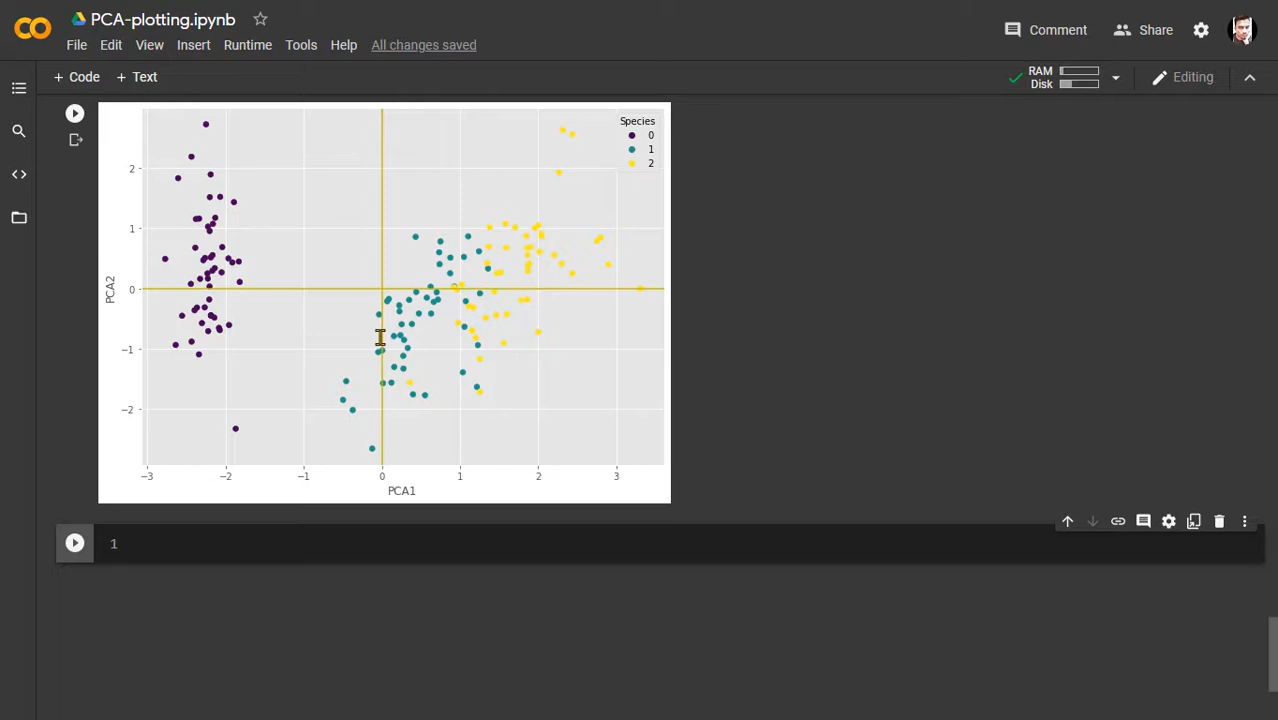 PCA-plotting.ipynb
Comment
Share
File Edit View Insert Runtime Tools Help All changes saved
+ Code + Text
RAM
Disk
Editing
Species
0
1
2
2
1
0
−1
−2
PCA2
−3 −2 −1 0 1 2 3
PCA1
1